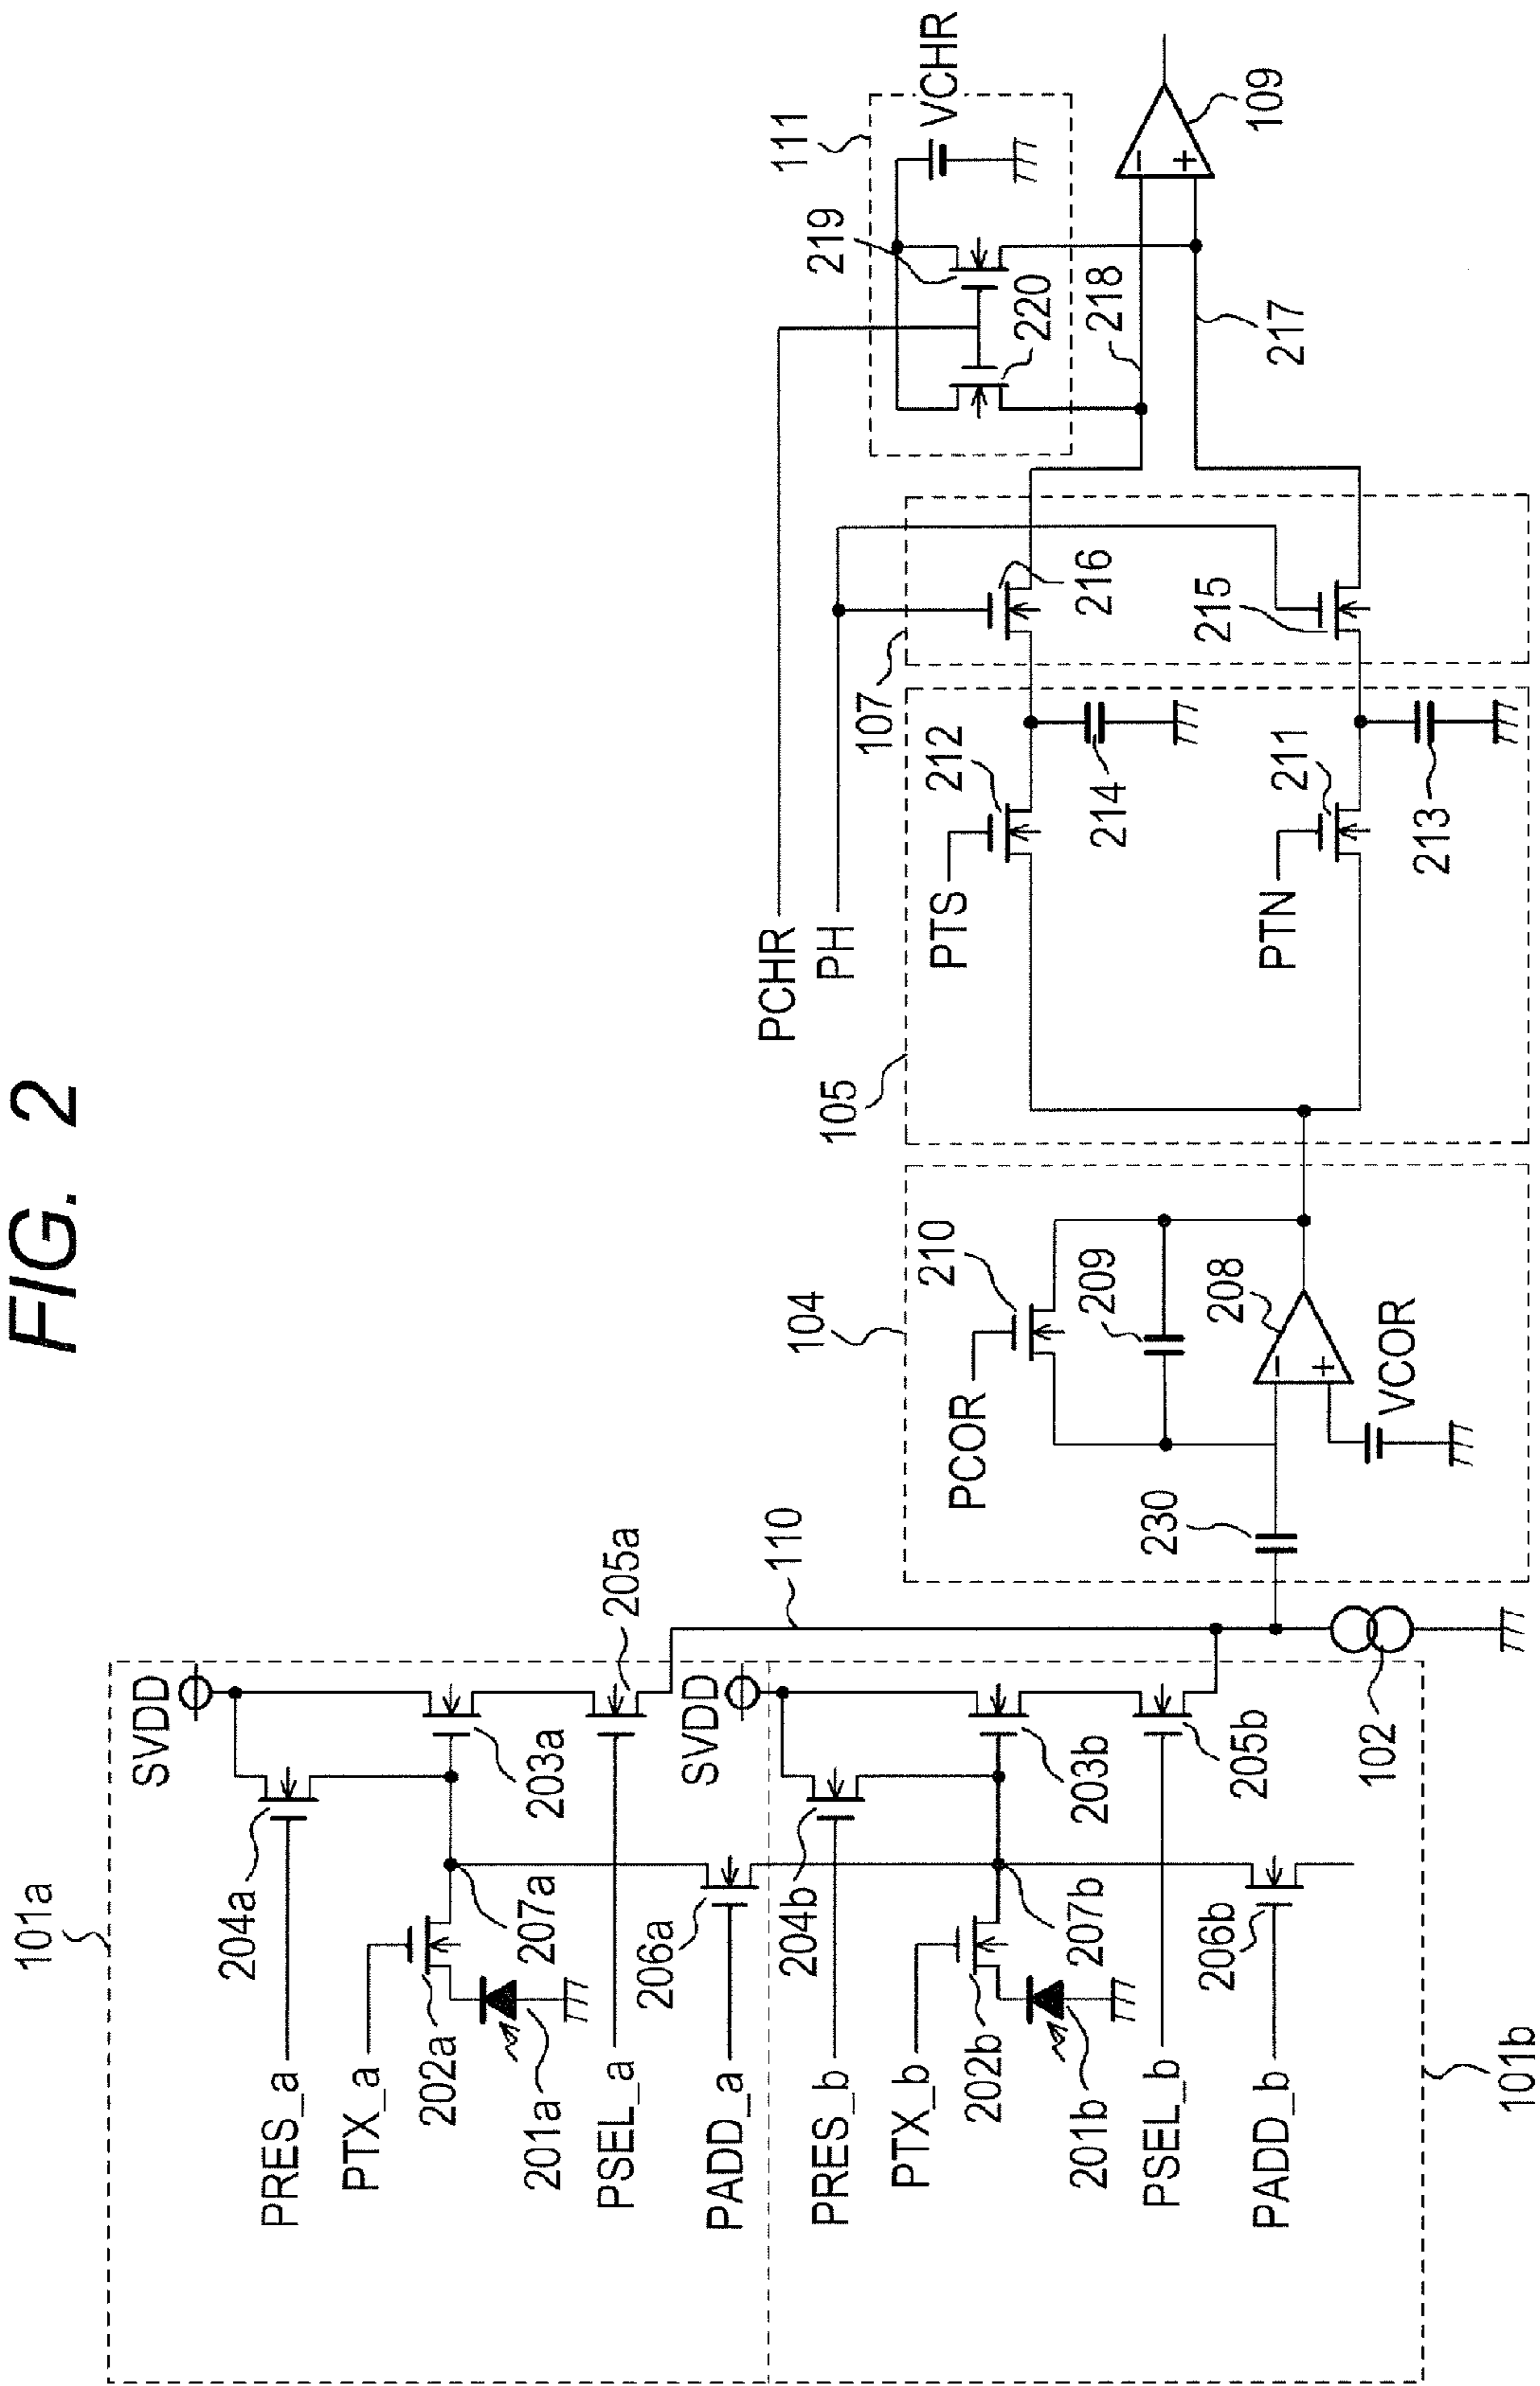 FIG. 2
101a
SVDD
204a
203a
205a
110
PRES_a
PTX_a
202a
207a
201a
PSEL_a
206a
PADD_a
SVDD
204b
203b
205b
102
PRES_b
PTX_b
202b
207b
201b
PSEL_b
206b
PADD_b
101b
104
PCOR
210
209
208
230
VCOR
105
PCHR
PH
PTS
212
214
PTN
211
213
107
216
215
111
219
220
VCHR
218
217
109
−
+
−
+